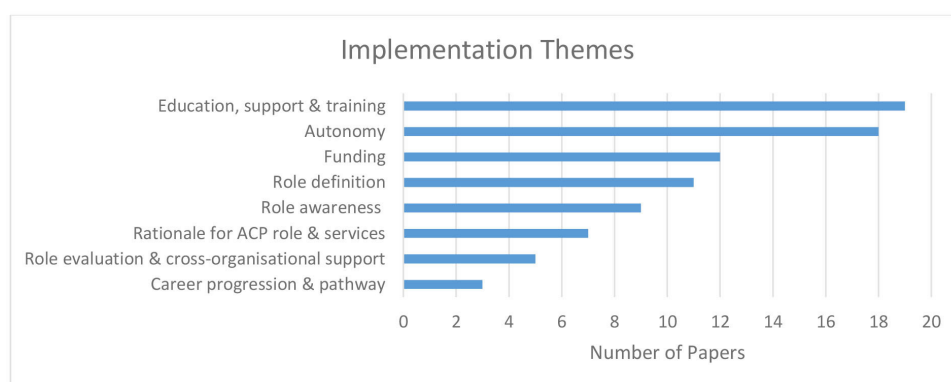 Implementation Themes
Education, support & training
Autonomy
Funding
Role definition
Role awareness
Rationale for ACP role & services
Role evaluation & cross-organisational support
Career progression & pathway
0 2 4 6 8 10 12 14 16 18 20
Number of Papers